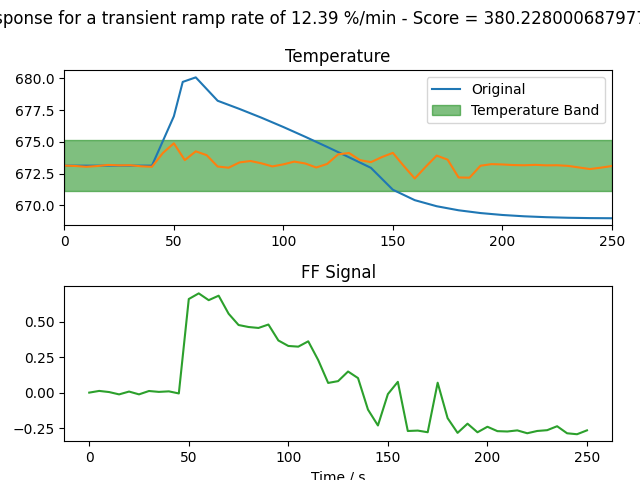 sponse for a transient ramp rate of 12.39 %/min - Score = 380.228000687977
Temperature
680.0
677.5
675.0
672.5
670.0
Original
Temperature Band
0 50 100 150 200 250
FF Signal
0.50
0.25
0.00
−0.25
0 50 100 150 200 250
Time / s